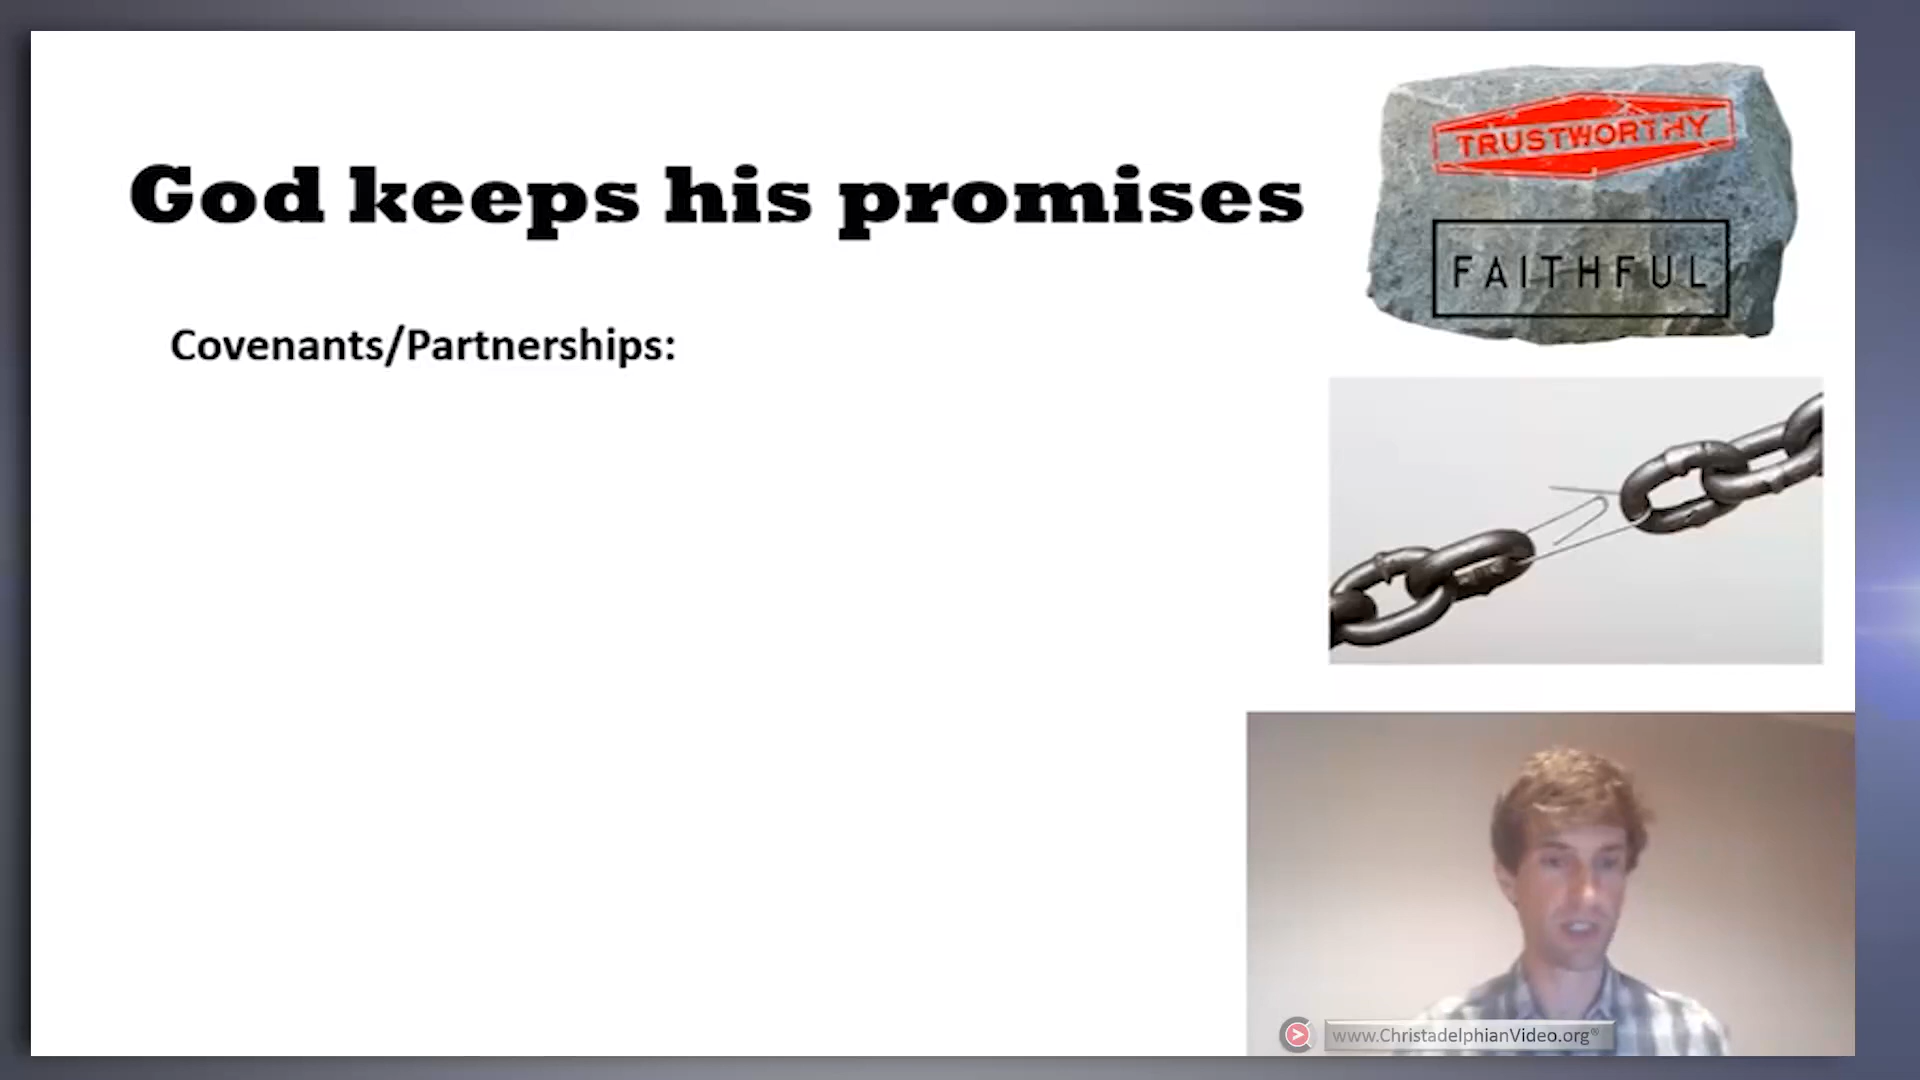 God keeps his promises
TRUSTWORTHY
FAITHFUL
Covenants/Partnerships:
www.ChristadelphianVideo.org®